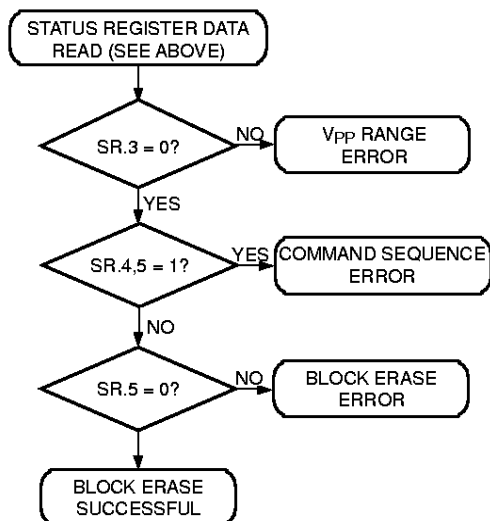 STATUS REGISTER DATA
READ (SEE ABOVE)
SR.3 = 0?
NO
VPP RANGE
ERROR
YES
SR.4,5 = 1?
YES
COMMAND SEQUENCE
ERROR
NO
SR.5 = 0?
NO
BLOCK ERASE
ERROR
BLOCK ERASE
SUCCESSFUL